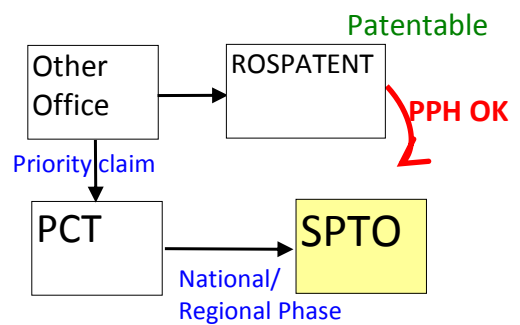 Patentable
Other
Office
ROSPATENT
PPH OK
Priority claim
PCT
SPTO
National/
Regional Phase